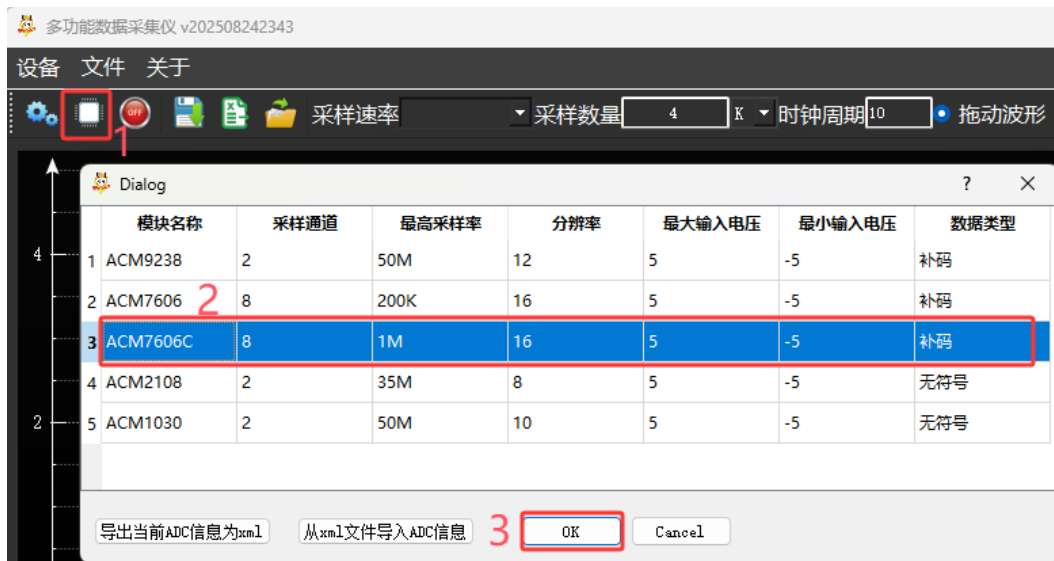 多功能数据采集仪 v202508242343
设备 文件 关于
OFF 采样速率 采样数量 4 K 时钟周期 10 拖动波形
1
Dialog ? ×
模块名称 采样通道 最高采样率 分辨率 最大输入电压 最小输入电压 数据类型
4
1 ACM9238 2 50M 12 5 -5 补码
2 ACM7606 8 200K 16 5 -5 补码
2
3 ACM7606C 8 1M 16 5 -5 补码
4 ACM2108 2 35M 8 5 -5 无符号
2
5 ACM1030 2 50M 10 5 -5 无符号
导出当前ADC信息为xml 从xml文件导入ADC信息 3 OK Cancel